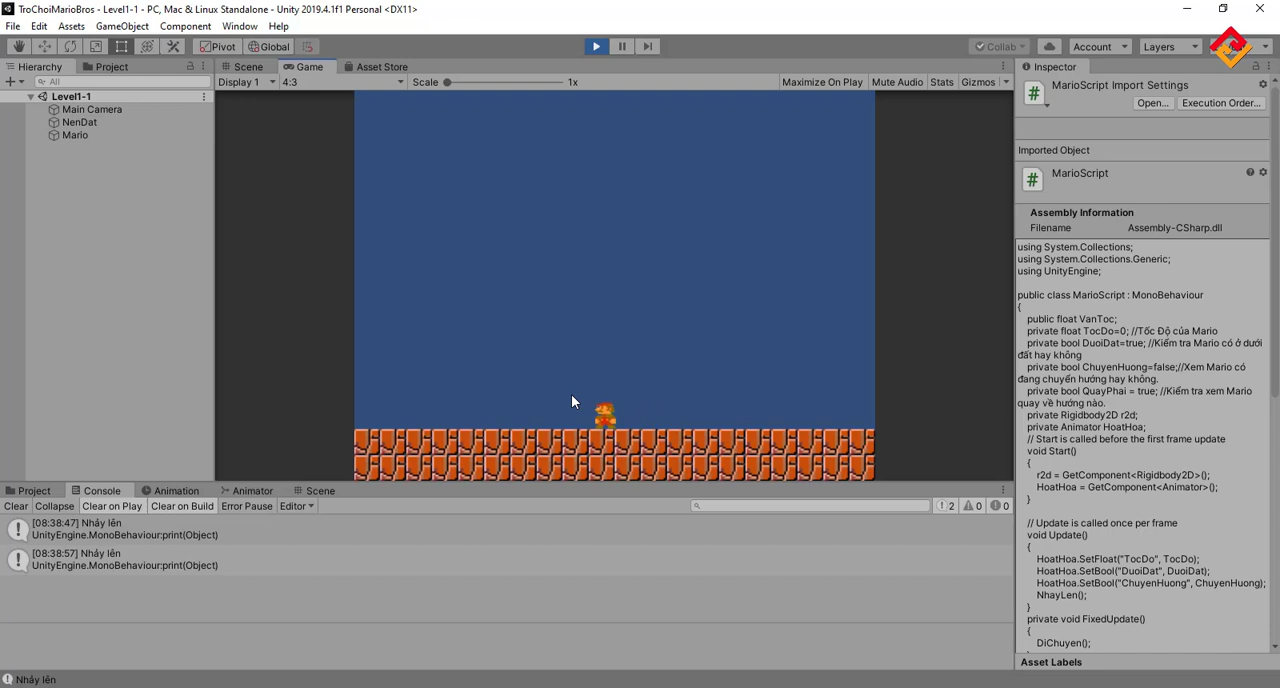 TroChoiMarioBros - Level1-1 - PC, Mac & Linux Standalone - Unity 2019.4.1f1 Personal <DX11>
File Edit Assets GameObject Component Window Help
Pivot Global Collab Account Layers
Hierarchy Project Scene Game Asset Store Inspector
All
Display 1 4:3 Scale 1x Maximize On Play Mute Audio Stats Gizmos
Level1-1
Main Camera
NenDat
Mario
MarioScript Import Settings
Open... Execution Order...
Imported Object
MarioScript
Assembly Information
Filename Assembly-CSharp.dll
using System.Collections;
using System.Collections.Generic;
using UnityEngine;
public class MarioScript : MonoBehaviour
{
public float VanToc;
private float TocDo=0; //Tốc Độ của Mario
private bool DuoiDat=true; //Kiểm tra Mario có ở dưới
đất hay không
private bool ChuyenHuong=false;//Xem Mario có
đang chuyển hướng hay không.
private bool QuayPhai = true; //Kiểm tra xem Mario
quay về hướng nào.
private Rigidbody2D r2d;
private Animator HoatHoa;
// Start is called before the first frame update
void Start()
{
r2d = GetComponent<Rigidbody2D>();
HoatHoa = GetComponent<Animator>();
}
// Update is called once per frame
void Update()
{
HoatHoa.SetFloat("TocDo", TocDo);
HoatHoa.SetBool("DuoiDat", DuoiDat);
HoatHoa.SetBool("ChuyenHuong", ChuyenHuong);
NhayLen();
}
private void FixedUpdate()
{
DiChuyen();
Asset Labels
Project Console Animation Animator Scene
Clear Collapse Clear on Play Clear on Build Error Pause Editor 2 0 0
[08:38:47] Nhảy lên
UnityEngine.MonoBehaviour:print(Object)
[08:38:57] Nhảy lên
UnityEngine.MonoBehaviour:print(Object)
Nhảy lên